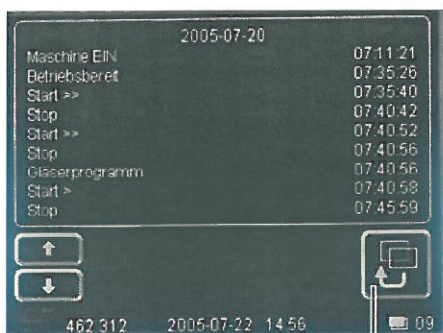 2005-07-20
Maschine EIN 07:11:21
Betriebsbereit 07:35:26
Start >> 07:35:40
Stop 07:40:42
Start >> 07:40:52
Stop 07:40:56
Gläserprogramm 07:40:56
Start > 07:40:58
Stop 07:45:59
462 312 2005-07-22 14:56 09